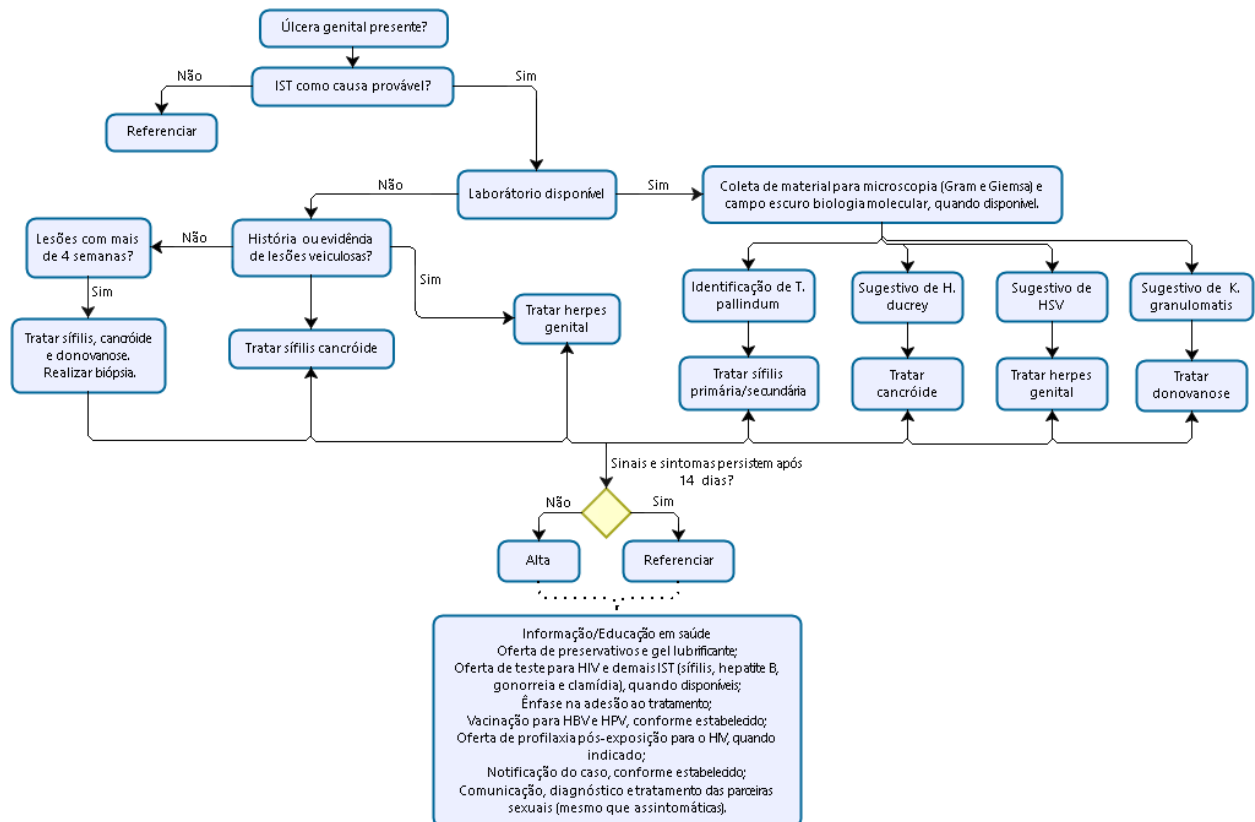 Úlcera genital presente?
Não
IST como causa provável?
Sim
Referenciar
Não
Laborátorio disponível
Sim
Coleta de material para microscopia (Gram e Giemsa) e
campo escuro biologia molecular, quando disponível.
Lesões com mais
de 4 semanas?
Não
História ou evidência
de lesões veiculosas?
Sim
Sim
Identificação de T.
pallindum
Sugestivo de H.
ducrey
Sugestivo de
HSV
Sugestivo de K.
granulomatis
Tratar sífilis, cancróide
e donovanose.
Realizar biópsia.
Tratar sífilis cancróide
Tratar herpes
genital
Tratar sífilis
primária/secundária
Tratar
cancróide
Tratar herpes
genital
Tratar
donovanose
Sinais e sintomas persistem após
14 dias?
Não
Sim
Alta
Referenciar
Informação/Educação em saúde
Oferta de preservativos e gel lubrificante;
Oferta de teste para HIV e demais IST (sífilis, hepatite B,
gonorreia e clamídia), quando disponíveis;
Ênfase na adesão ao tratamento;
Vacinação para HBV e HPV, conforme estabelecido;
Oferta de profilaxia pós-exposição para o HIV, quando
indicado;
Notificação do caso, conforme estabelecido;
Comunicação, diagnóstico e tratamento das parceiras
sexuais (mesmo que assintomáticas).